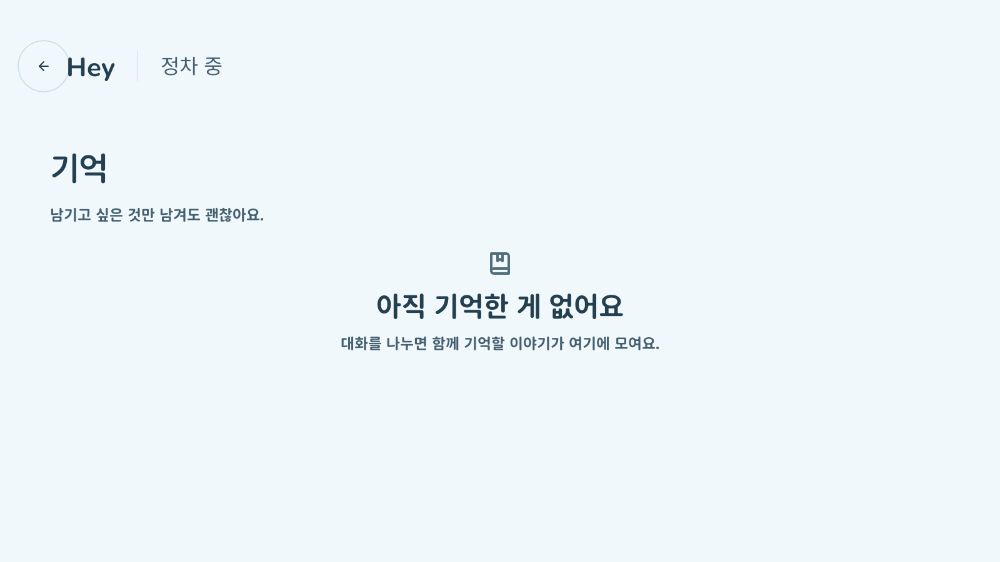 Hey
정차 중
기억
남기고 싶은 것만 남겨도 괜찮아요.
아직 기억한 게 없어요
대화를 나누면 함께 기억할 이야기가 여기에 모여요.